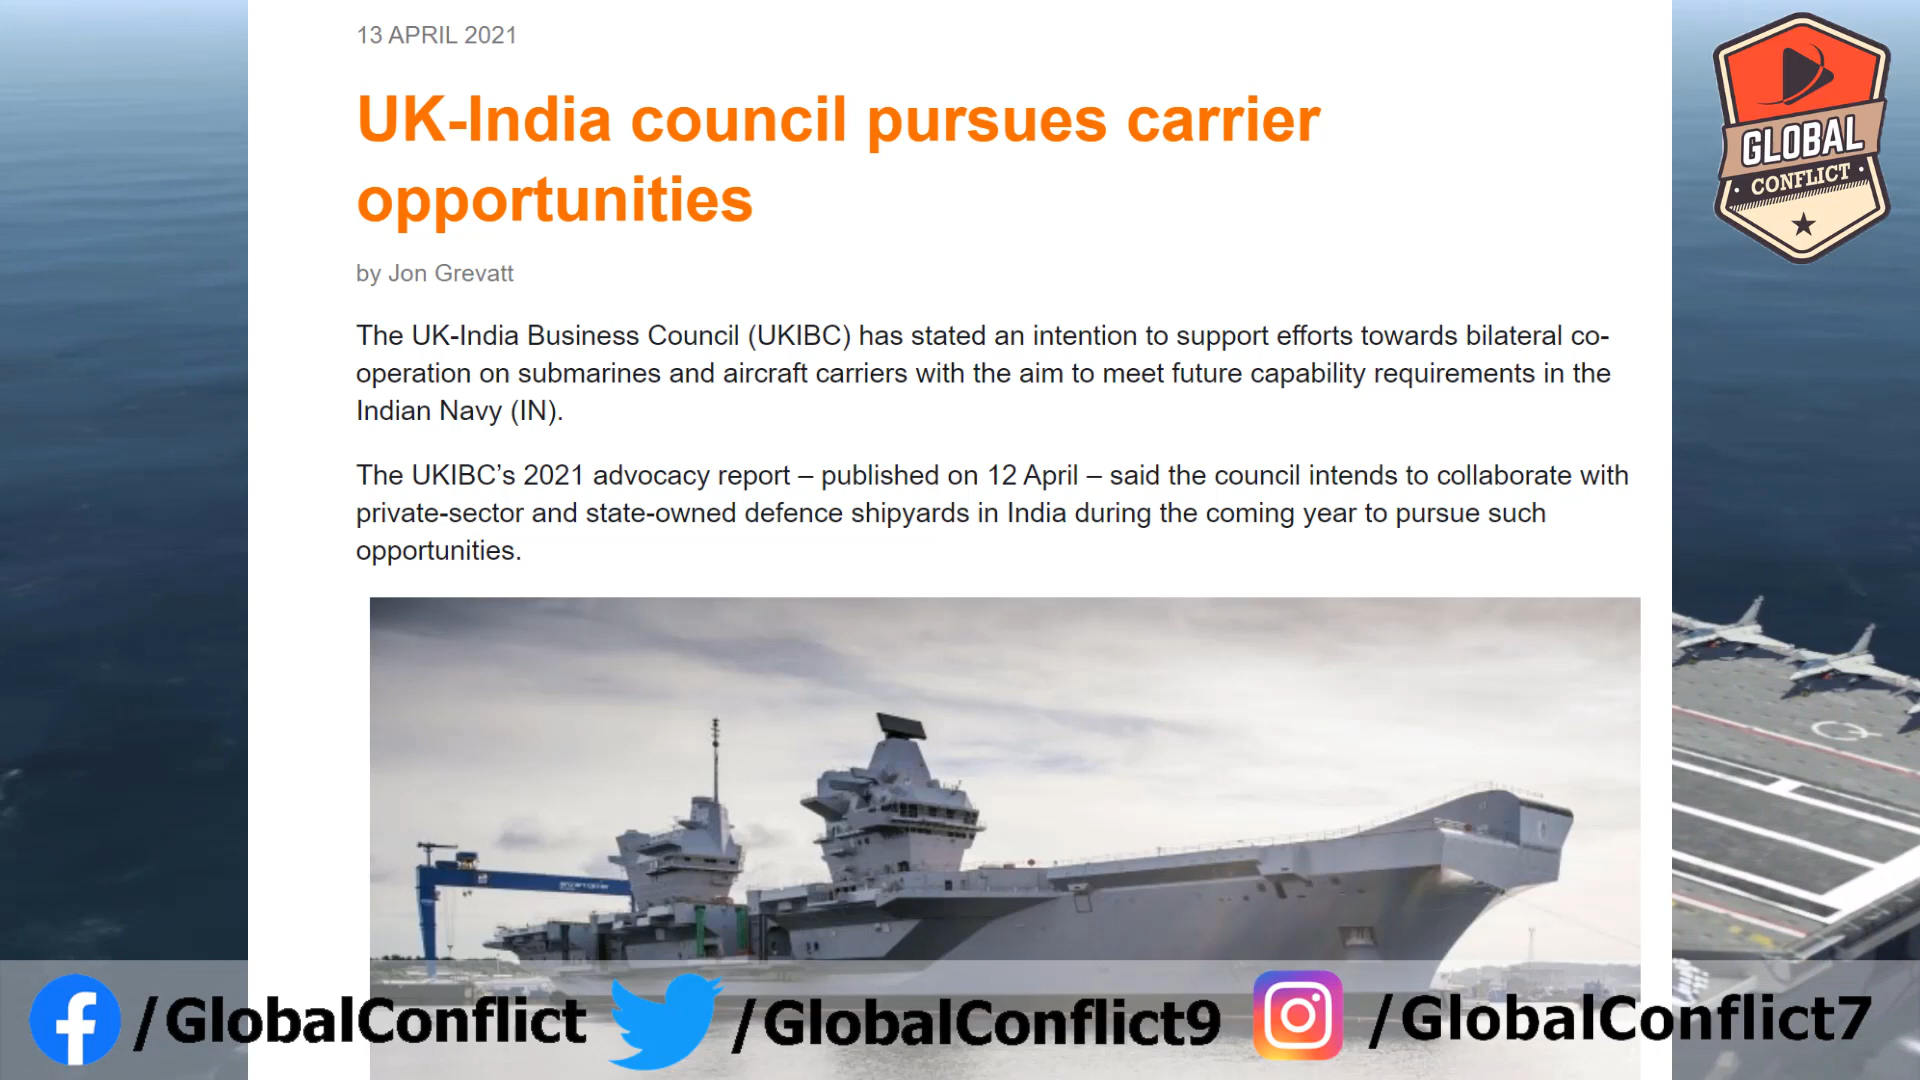 13 APRIL 2021
UK-India council pursues carrier
opportunities
by Jon Grevatt
The UK-India Business Council (UKIBC) has stated an intention to support efforts towards bilateral co-
operation on submarines and aircraft carriers with the aim to meet future capability requirements in the
Indian Navy (IN).
The UKIBC’s 2021 advocacy report – published on 12 April – said the council intends to collaborate with
private-sector and state-owned defence shipyards in India during the coming year to pursue such
opportunities.
GLOBAL
CONFLICT
/GlobalConflict
/GlobalConflict9
/GlobalConflict7